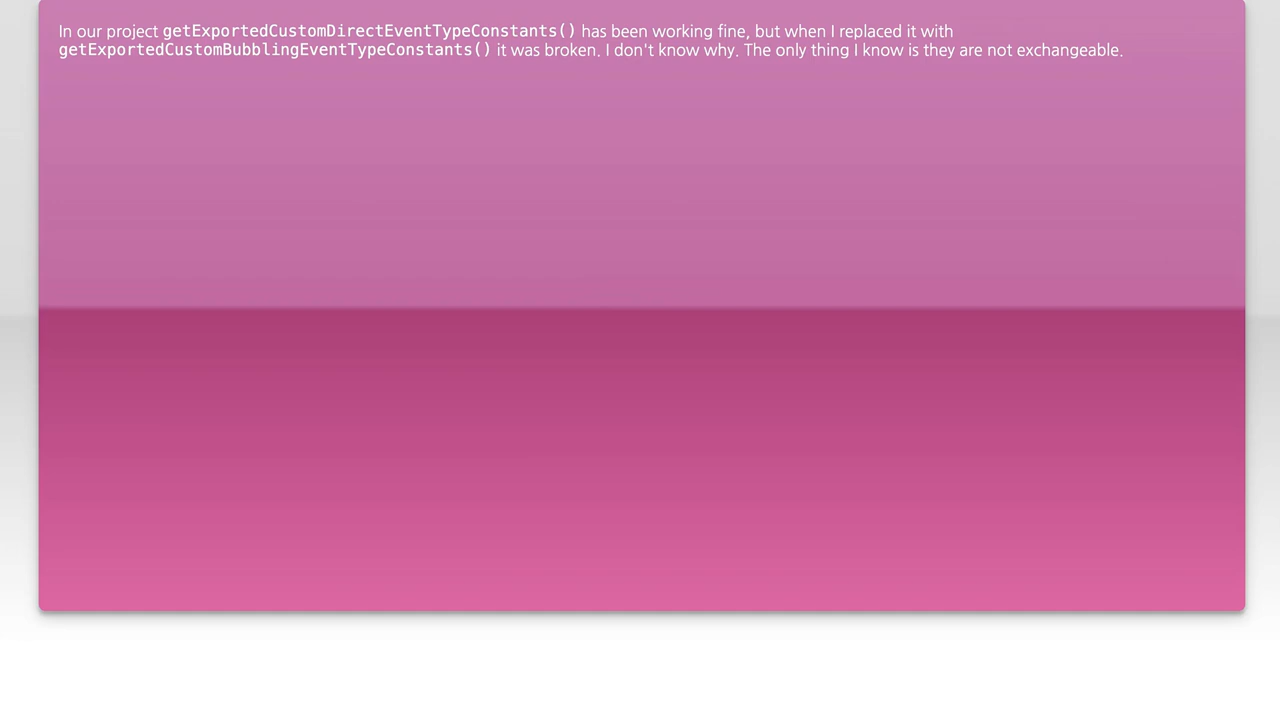 In our project getExportedCustomDirectEventTypeConstants() has been working fine, but when I replaced it with
getExportedCustomBubblingEventTypeConstants() it was broken. I don't know why. The only thing I know is they are not exchangeable.